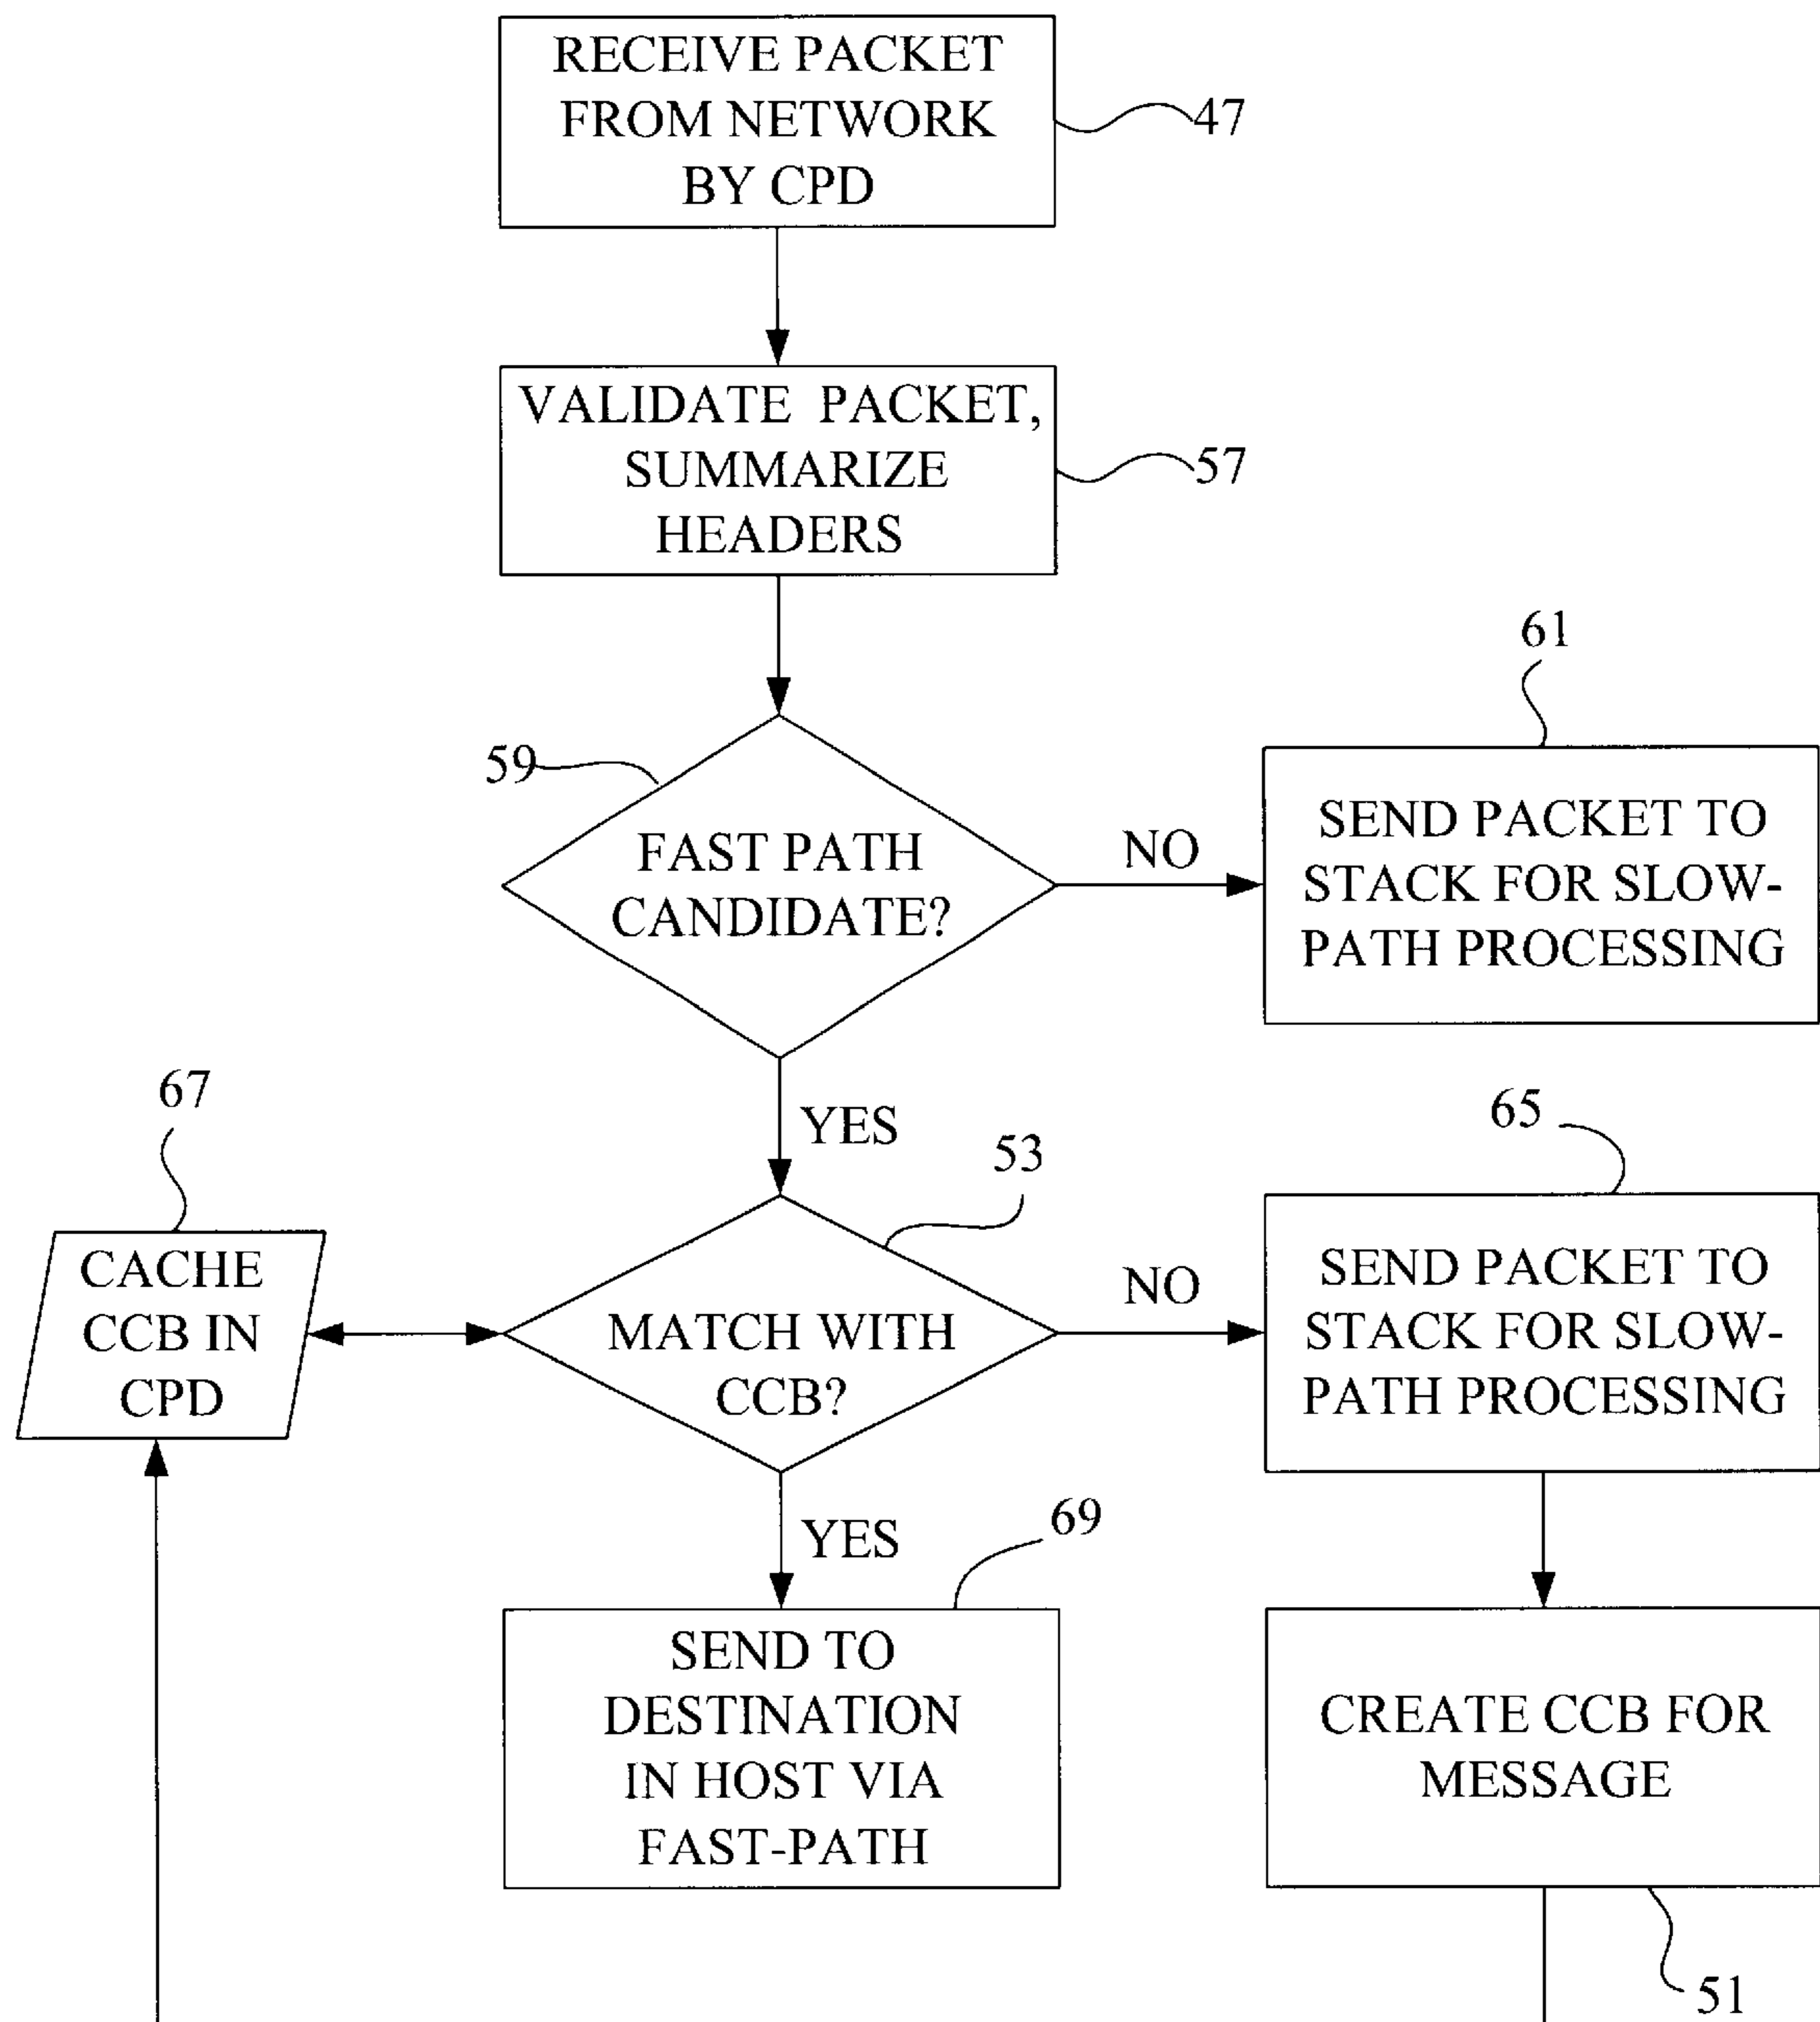 RECEIVE PACKET
FROM NETWORK
BY CPD
47
VALIDATE PACKET,
SUMMARIZE
HEADERS
57
59
FAST PATH
CANDIDATE?
NO
61
SEND PACKET TO
STACK FOR SLOW-
PATH PROCESSING
YES
67
CACHE
CCB IN
CPD
53
MATCH WITH
CCB?
NO
65
SEND PACKET TO
STACK FOR SLOW-
PATH PROCESSING
YES
69
SEND TO
DESTINATION
IN HOST VIA
FAST-PATH
CREATE CCB FOR
MESSAGE
51